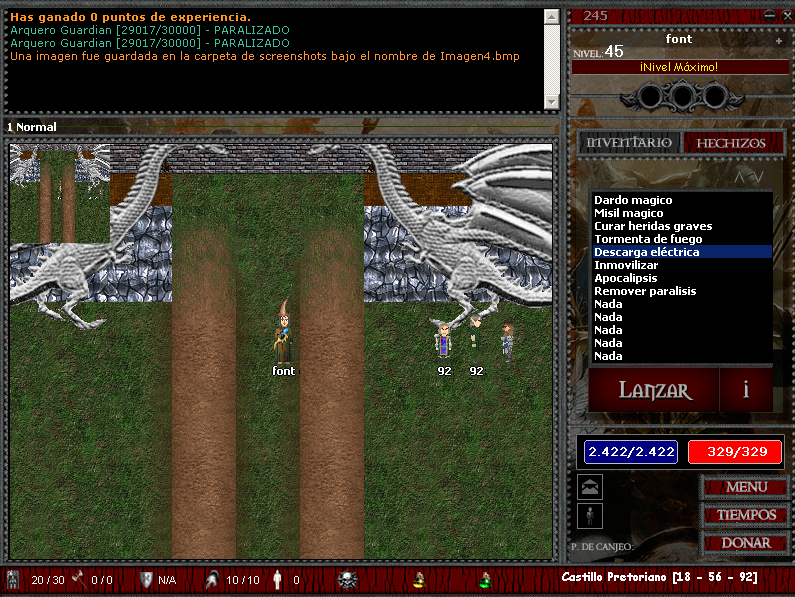 Has ganado 0 puntos de experiencia.
Arquero Guardian [29017/30000] - PARALIZADO
Arquero Guardian [29017/30000] - PARALIZADO
Una imagen fue guardada en la carpeta de screenshots bajo el nombre de Imagen4.bmp
245
font
NIVEL: 45
¡Nivel Máximo!
1 Normal
INVENTARIO
HECHIZOS
Dardo magico
Misil magico
Curar heridas graves
Tormenta de fuego
Descarga eléctrica
Inmovilizar
Apocalipsis
Remover paralisis
Nada
Nada
Nada
Nada
Nada
font
92
92
LANZAR
i
2.422/2.422
329/329
MENU
TIEMPOS
DONAR
P. DE CANJEO:
20/30
0/0
N/A
10/10
0
Castillo Pretoriano [18 - 56 - 92]